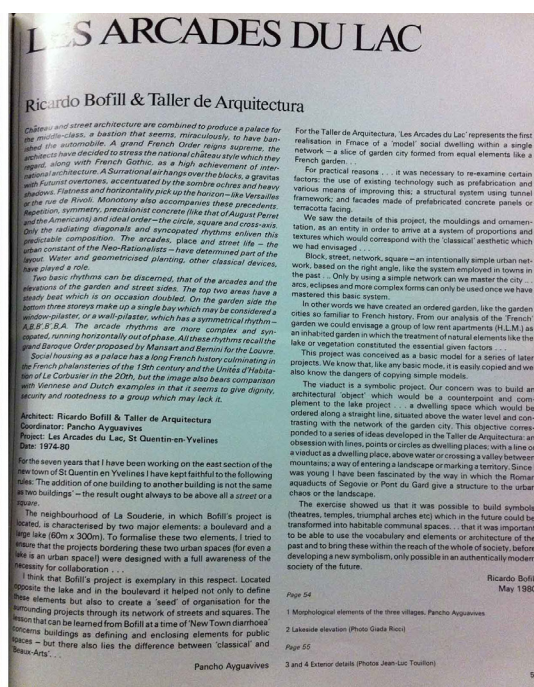 LES ARCADES DU LAC
Ricardo Bofill & Taller de Arquitectura
Château and street architecture are combined to produce a palace for
the middle-class, a bastion that seems, miraculously, to have ban-
ished the automobile. A grand French Order reigns supreme, the
architects have decided to stress the national château style which they
regard, along with French Gothic, as a high achievement of inter-
national architecture. A Surrational air hangs over the blocks, a gravitas
with Futurist overtones, accentuated by the sombre ochres and heavy
shadows. Flatness and horizontality pick up the horizon – like Versailles
or the rue de Rivoli. Monotony also accompanies these precedents.
Repetition, symmetry, precisionist concrete (like that of August Perret
and the Americans) and ideal order – the circle, square and cross-axis.
Only the radiating diagonals and syncopated rhythms enliven this
predictable composition. The arcades, place and street life – the
urban constant of the Neo-Rationalists – have determined part of the
layout. Water and geometricised planting, other classical devices,
have played a role.
Two basic rhythms can be discerned, that of the arcades and the
elevations of the garden and street sides. The top two areas have a
steady beat which is on occasion doubled. On the garden side the
bottom three storeys make up a single bay which may be considered a
window-pilaster, or a wall-pilaster, which has a symmetrical rhythm –
A,B,B',B',B,A. The arcade rhythms are more complex and syn-
copated, running horizontally out of phase. All these rhythms recall the
grand Baroque Order proposed by Mansart and Bernini for the Louvre.
Social housing as a palace has a long French history culminating in
the French phalansteries of the 19th century and the Unités d'Habita-
tion of Le Corbusier in the 20th, but the image also bears comparison
with Viennese and Dutch examples in that it seems to give dignity,
security and rootedness to a group which may lack it.
Architect: Ricardo Bofill & Taller de Arquitectura
Coordinator: Pancho Ayguavives
Project: Les Arcades du Lac, St Quentin-en-Yvelines
Date: 1974-80
For the seven years that I have been working on the east section of the
new town of St Quentin en Yvelines I have kept faithful to the following
rules: 'The addition of one building to another building is not the same
as two buildings' – the result ought always to be above all a street or a
square.
The neighbourhood of La Souderie, in which Bofill's project is
located, is characterised by two major elements: a boulevard and a
large lake (60m x 300m). To formalise these two elements, I tried to
ensure that the projects bordering these two urban spaces (for even a
lake is an urban space!) were designed with a full awareness of the
necessity for collaboration . . .
I think that Bofill's project is exemplary in this respect. Located
opposite the lake and in the boulevard it helped not only to define
these elements but also to create a 'seed' of organisation for the
surrounding projects through its network of streets and squares. The
lesson that can be learned from Bofill at a time of 'New Town diarrhoea'
concerns buildings as defining and enclosing elements for public
spaces – but there also lies the difference between 'classical' and
Beaux-Arts'. . .
Pancho Ayguavives
For the Taller de Arquitectura, 'Les Arcades du Lac' represents the first
realisation in Fmace of a 'model' social dwelling within a single
network – a slice of garden city formed from equal elements like a
French garden. . .
For practical reasons . . . it was necessary to re-examine certain
factors: the use of existing technology such as prefabrication and
various means of improving this; a structural system using tunnel
framework; and facades made of prefabricated concrete panels or
terracotta facing.
We saw the details of this project, the mouldings and ornamen-
tation, as an entity in order to arrive at a system of proportions and
textures which would correspond with the 'classical' aesthetic which
we had envisaged . . .
Block, street, network, square – an intentionally simple urban net-
work, based on the right angle, like the system employed in towns in
the past . . . Only by using a simple network can we master the city . . .
arcs, eclipses and more complex forms can only be used once we have
mastered this basic system.
In other words we have created an ordered garden, like the garden
cities so familiar to French history. From our analysis of the French
garden we could envisage a group of low rent apartments (H.L.M.) as
an inhabited garden in which the treatment of natural elements like the
lake or vegetation constituted the essential given factors . . .
This project was conceived as a basic model for a series of later
projects. We know that, like any basic mode, it is easily copied and we
also know the dangers of copying simple models.
The viaduct is a symbolic project. Our concern was to build an
architectural 'object' which would be a counterpoint and com-
plement to the lake project . . . a dwelling space which would be
ordered along a straight line, situated above the water level and con-
trasting with the network of the garden city. This objective corres-
ponded to a series of ideas developed in the Taller de Arquitectura: an
obsession with lines, points or circles as dwelling places; with a line or
a viaduct as a dwelling place, above water or crossing a valley between
mountains; a way of entering a landscape or marking a territory. Since I
was young I have been fascinated by the way in which the Roman
aquaducts of Segovie or Pont du Gard give a structure to the urban
chaos or the landscape.
The exercise showed us that it was possible to build symbols
(theatres, temples, triumphal arches etc) which in the future could be
transformed into habitable communal spaces. . . that it was important
to be able to use the vocabulary and elements or architecture of the
past and to bring these within the reach of the whole of society, before
developing a new symbolism, only possible in an authentically modern
society of the future.
Ricardo Bofill
May 1980
Page 54
1 Morphological elements of the three villages. Pancho Ayguavives
2 Lakeside elevation (Photo Giada Ricci)
Page 55
3 and 4 Exterior details (Photos Jean-Luc Touillon)
5